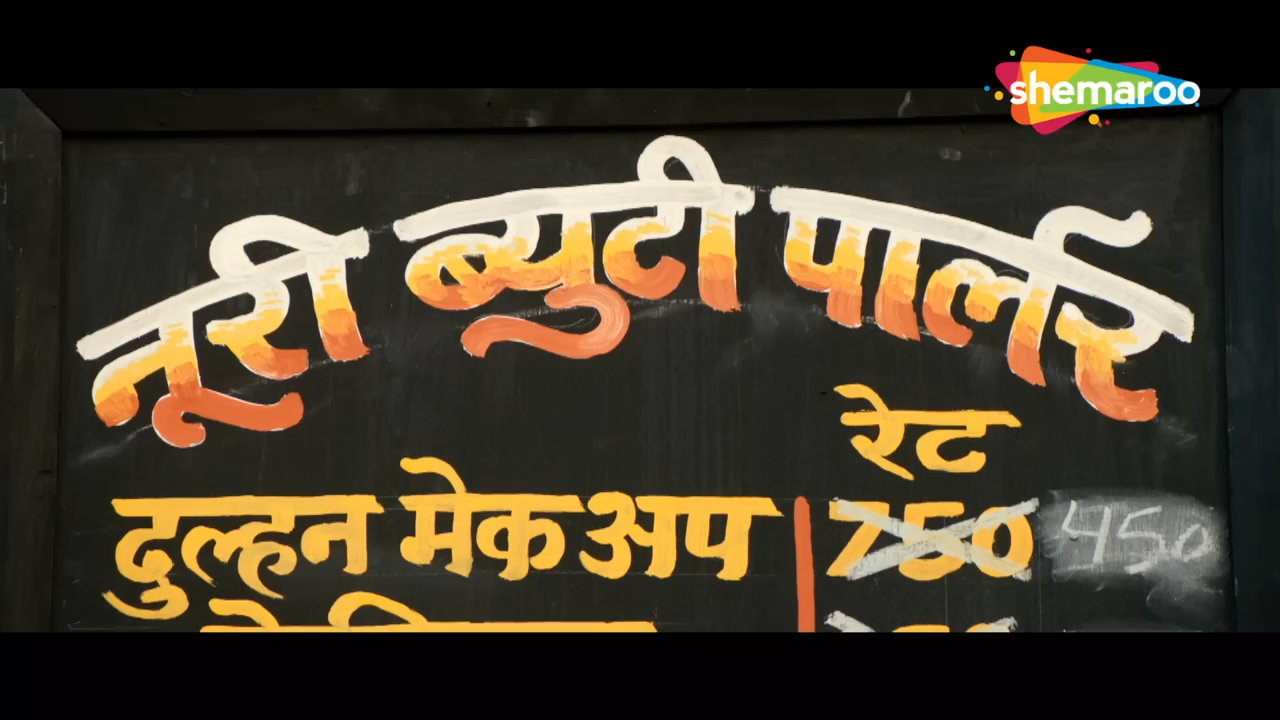 shemaroo
नूरी ब्युटी पार्लर
रेट
दुल्हन मेकअप 750 450